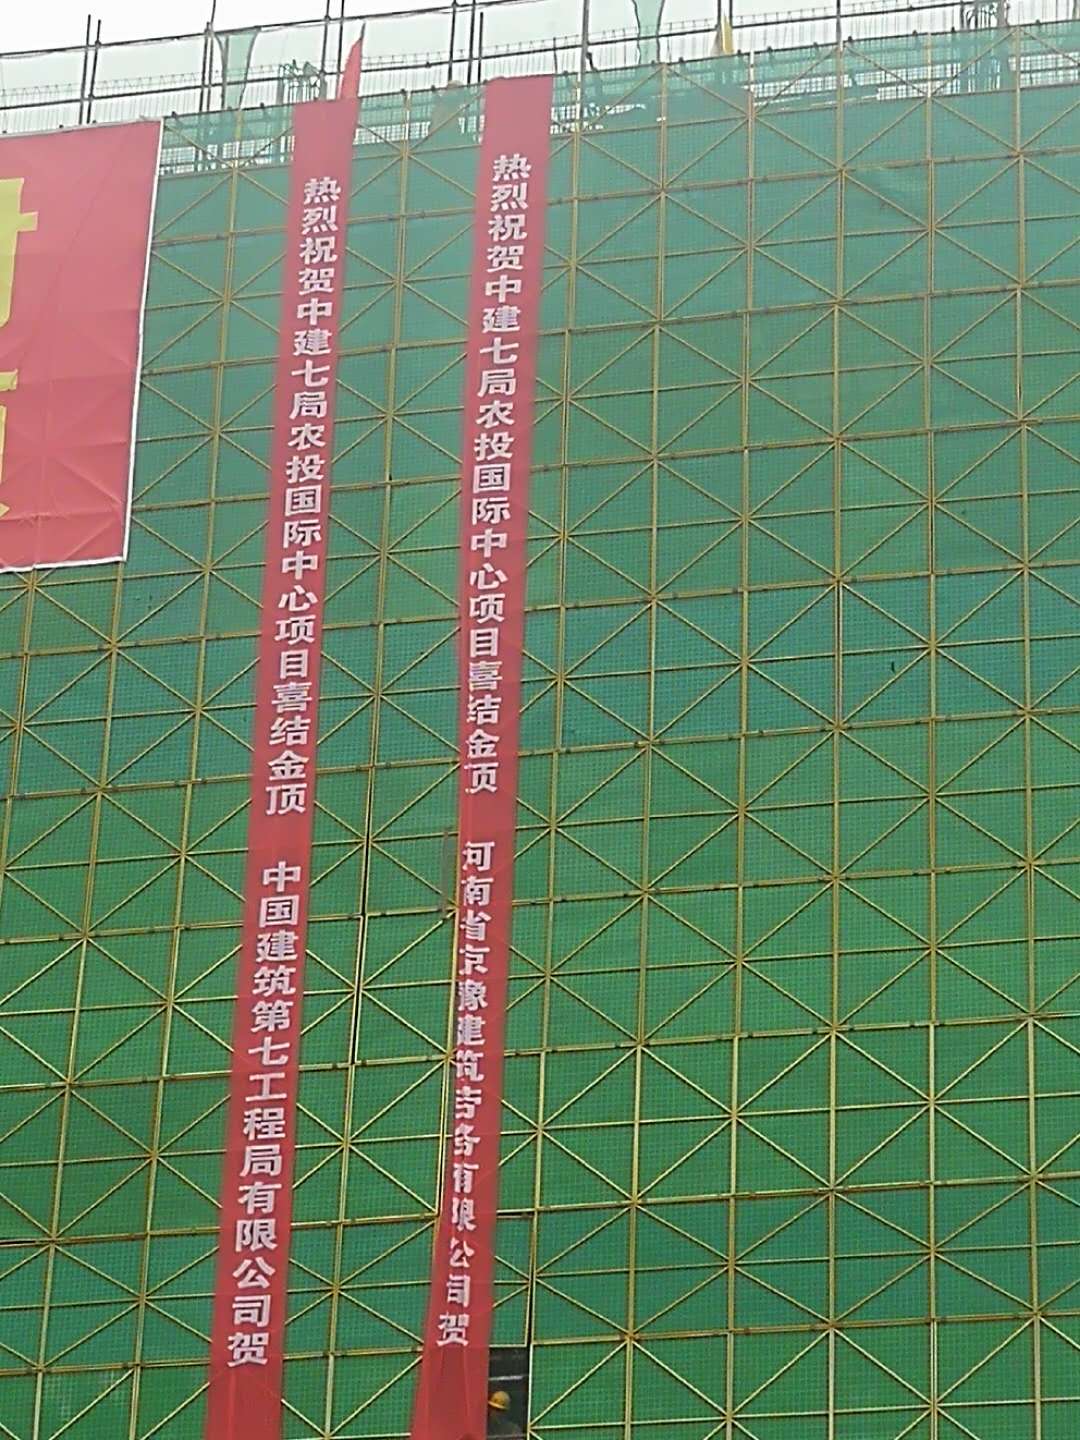 热烈祝贺中建七局农投国际中心项目喜结金顶 中国建筑第七工程局有限公司贺
热烈祝贺中建七局农投国际中心项目喜结金顶 河南省京豫建筑劳务有限公司贺